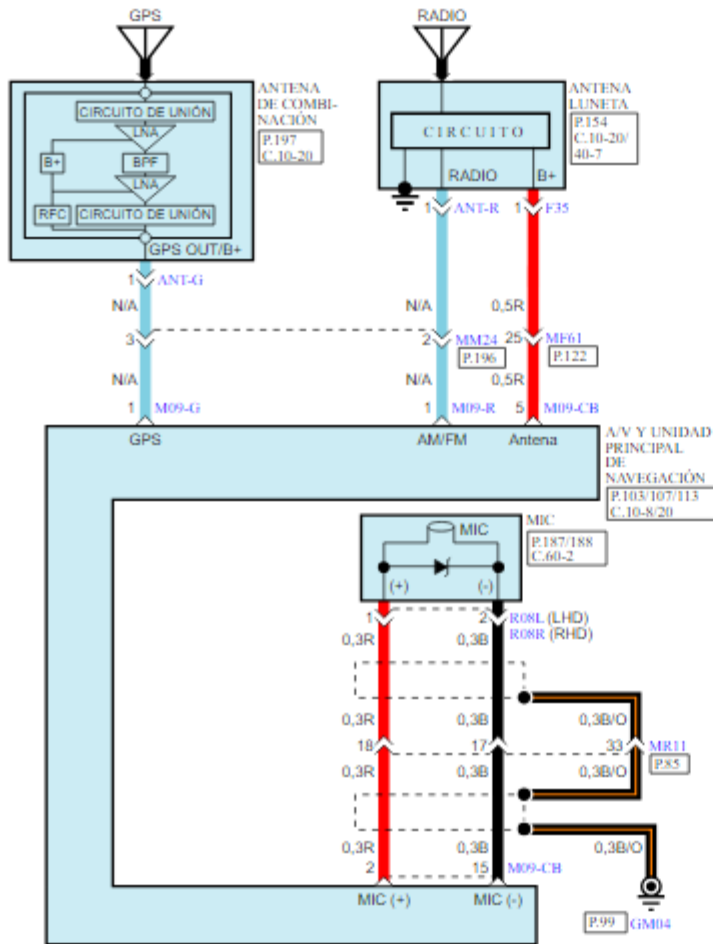 GPS
RADIO
CIRCUITO DE UNIÓN
LNA
B+
BPF
LNA
RFC
CIRCUITO DE UNIÓN
GPS OUT/B+
ANTENA
DE COMBI-
NACIÓN
P.197
C.10-20
CIRCUITO
RADIO
B+
ANTENA
LUNETA
P.154
C.10-20/
40-7
1 ANT-G
1 ANT-R
1 F35
N/A
N/A
0,5R
3
2 MM24
P.196
25 MF61
P.122
N/A
N/A
0,5R
1 M09-G
1 M09-R
5 M09-CB
GPS
AM/FM
Antena
A/V Y UNIDAD
PRINCIPAL
DE
NAVEGACIÓN
P.103/107/113
C.10-8/20
MIC
(+)
(-)
MIC
P.187/188
C.60-2
1
2
R08L (LHD)
R08R (RHD)
0,3R
0,3B
0,3R
0,3B
0,3B/O
18
17
33 MR11
P.85
0,3R
0,3B
0,3B/O
0,3R
0,3B
0,3B/O
2
15 M09-CB
MIC (+)
MIC (-)
P.99 GM04